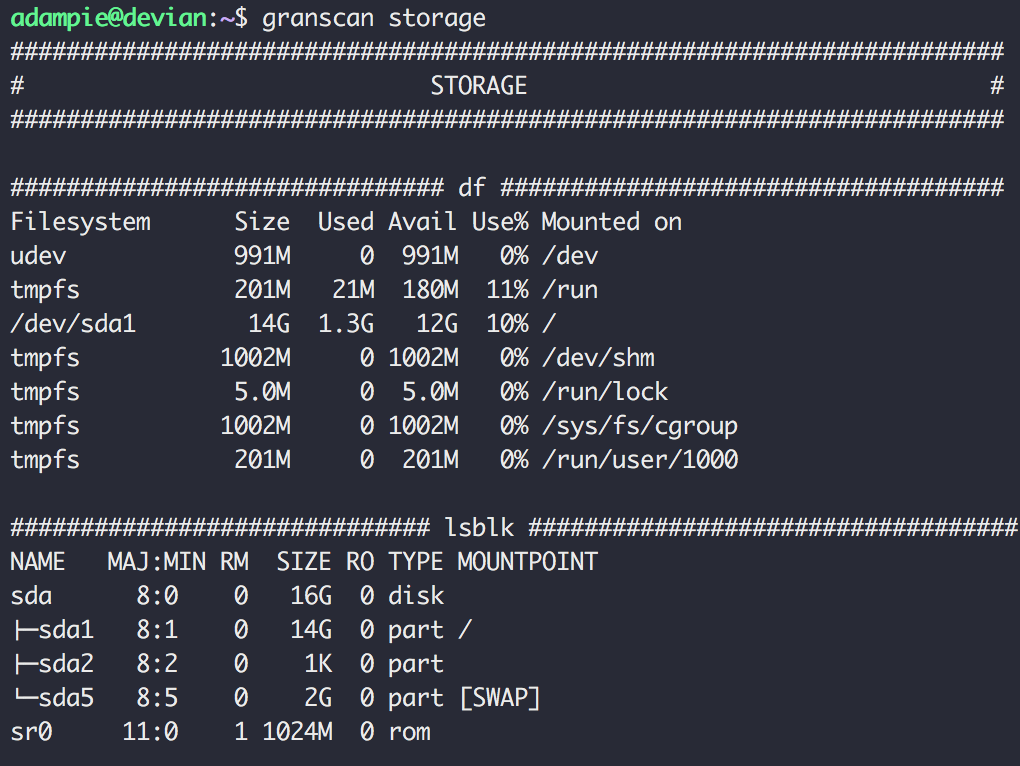 adampie@devian:~$ granscan storage
#######################################################################
#                             STORAGE                                 #
#######################################################################
############################### df ####################################
Filesystem      Size  Used Avail Use% Mounted on
udev            991M     0  991M   0% /dev
tmpfs           201M   21M  180M  11% /run
/dev/sda1        14G  1.3G   12G  10% /
tmpfs          1002M     0 1002M   0% /dev/shm
tmpfs           5.0M     0  5.0M   0% /run/lock
tmpfs          1002M     0 1002M   0% /sys/fs/cgroup
tmpfs           201M     0  201M   0% /run/user/1000
############################## lsblk ###################################
NAME   MAJ:MIN RM  SIZE RO TYPE MOUNTPOINT
sda      8:0    0   16G  0 disk
├─sda1   8:1    0   14G  0 part /
├─sda2   8:2    0    1K  0 part
└─sda5   8:5    0    2G  0 part [SWAP]
sr0     11:0    1 1024M  0 rom